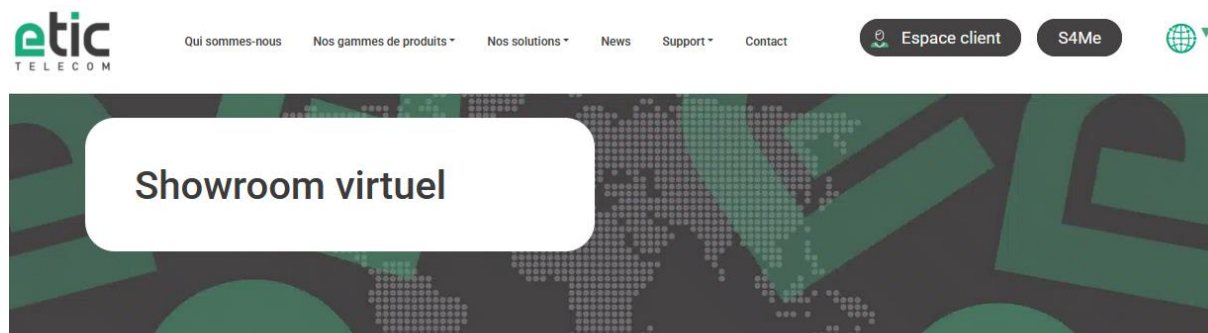 etic
TELECOM
Qui sommes-nous Nos gammes de produits Nos solutions News Support Contact Espace client S4Me
Showroom virtuel